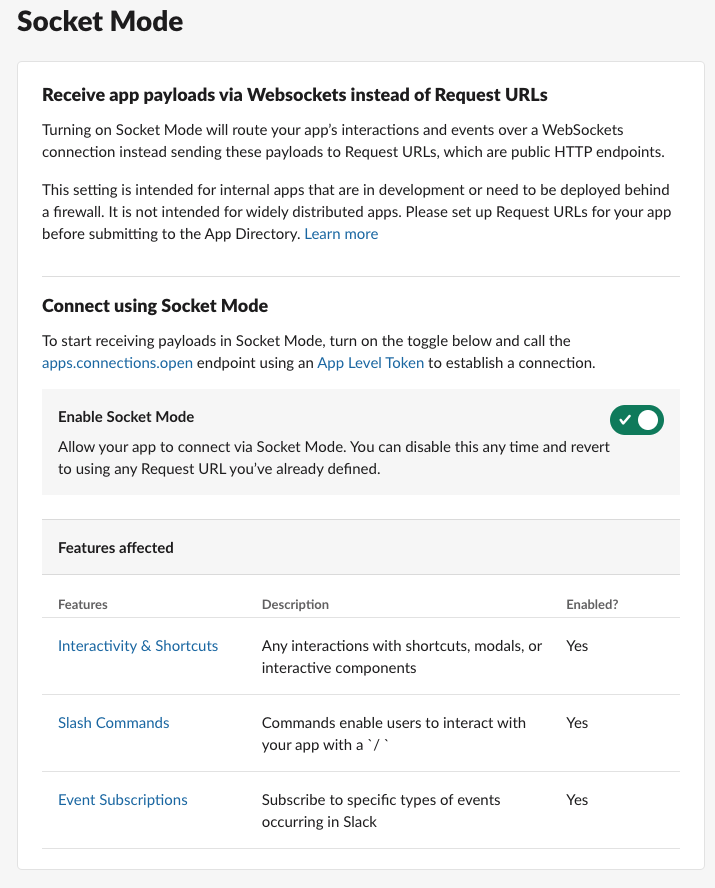 Socket Mode
Receive app payloads via Websockets instead of Request URLs
Turning on Socket Mode will route your app’s interactions and events over a WebSockets
connection instead sending these payloads to Request URLs, which are public HTTP endpoints.
This setting is intended for internal apps that are in development or need to be deployed behind
a firewall. It is not intended for widely distributed apps. Please set up Request URLs for your app
before submitting to the App Directory. Learn more
Connect using Socket Mode
To start receiving payloads in Socket Mode, turn on the toggle below and call the
apps.connections.open endpoint using an App Level Token to establish a connection.
Enable Socket Mode
Allow your app to connect via Socket Mode. You can disable this any time and revert
to using any Request URL you’ve already defined.
Features affected
Features Description Enabled?
Interactivity & Shortcuts Any interactions with shortcuts, modals, or Yes
interactive components
Slash Commands Commands enable users to interact with Yes
your app with a `/ `
Event Subscriptions Subscribe to specific types of events Yes
occurring in Slack